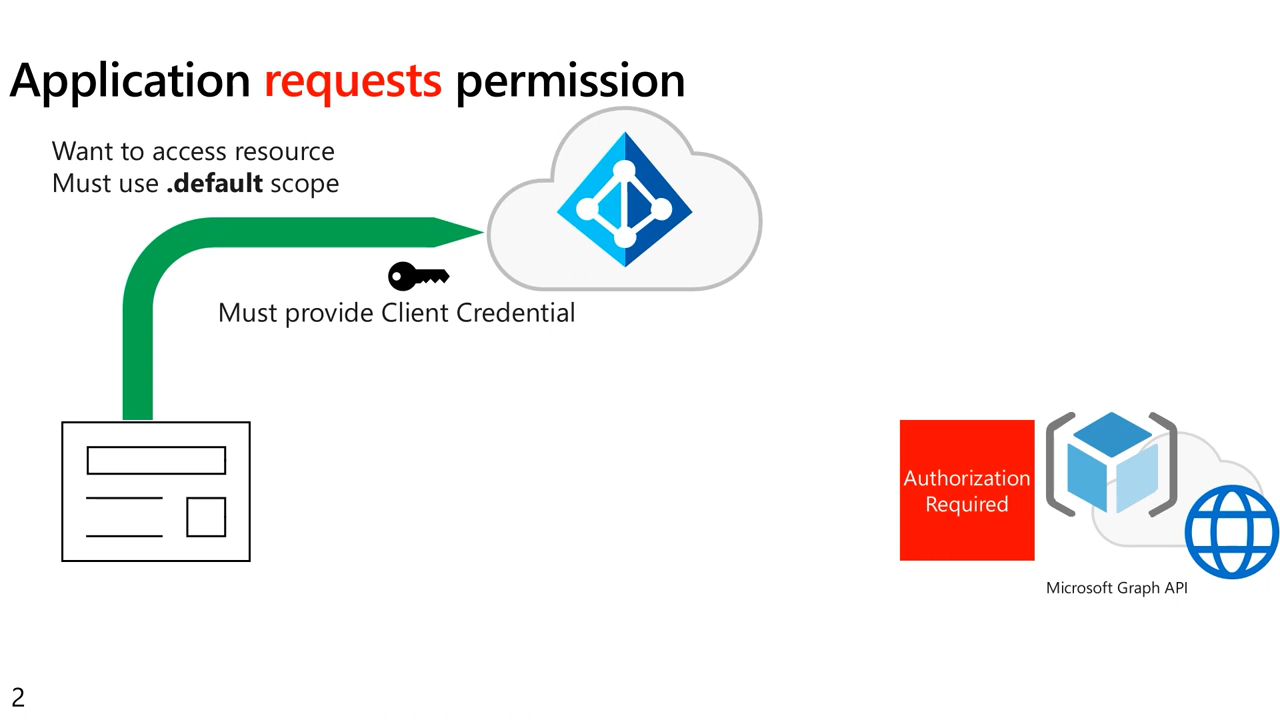 Application requests permission
Want to access resource
Must use .default scope
Must provide Client Credential
Authorization
Required
Microsoft Graph API
2